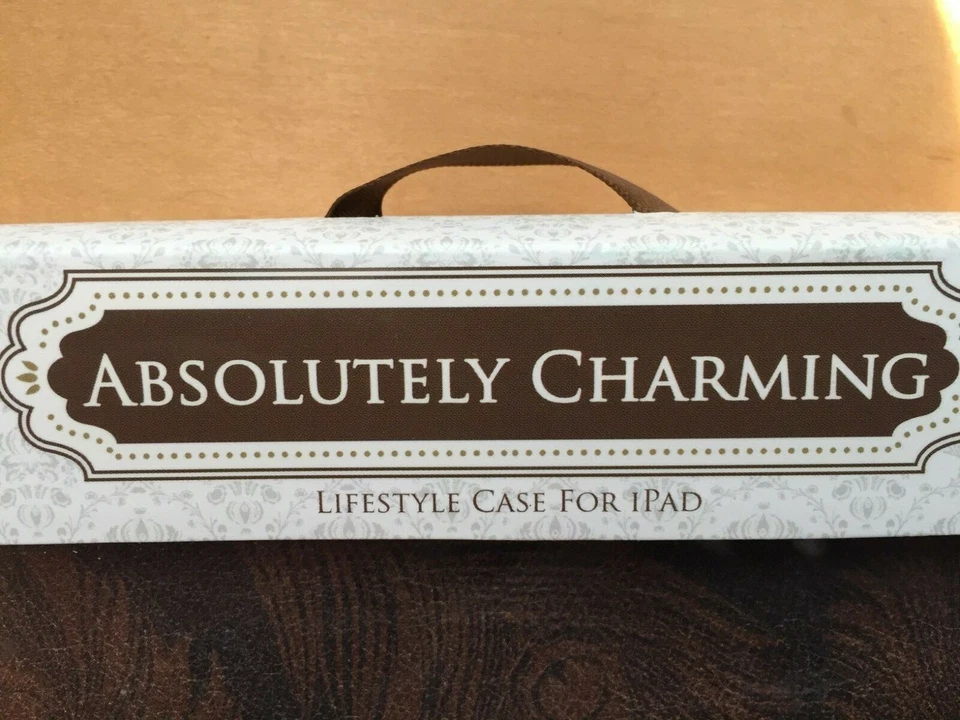 ABSOLUTELY CHARMING
LIFESTYLE CASE FOR IPAD